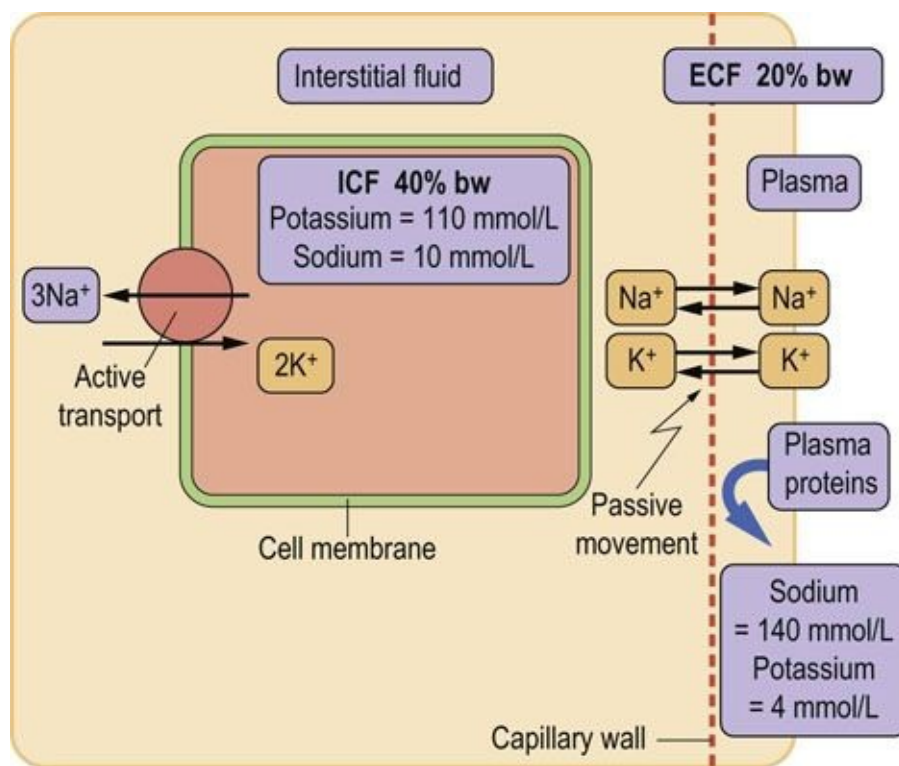 Interstitial fluid
ECF 20% bw
ICF 40% bw
Potassium = 110 mmol/L
Sodium = 10 mmol/L
Plasma
3Na⁺
2K⁺
Active
transport
Na⁺
Na⁺
K⁺
K⁺
Plasma
proteins
Passive
movement
Cell membrane
Sodium
= 140 mmol/L
Potassium
= 4 mmol/L
Capillary wall